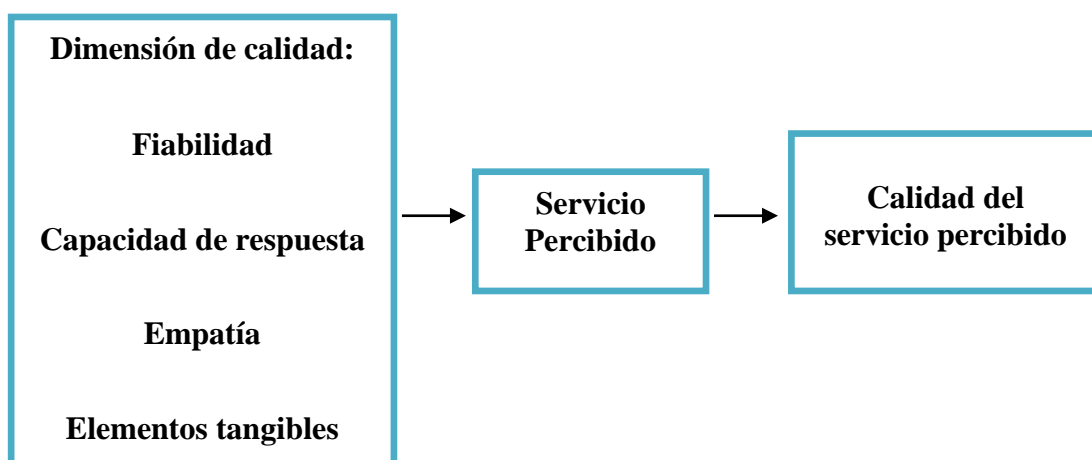 Dimensión de calidad:
Fiabilidad
Capacidad de respuesta
Empatía
Elementos tangibles
Servicio
Percibido
Calidad del
servicio percibido